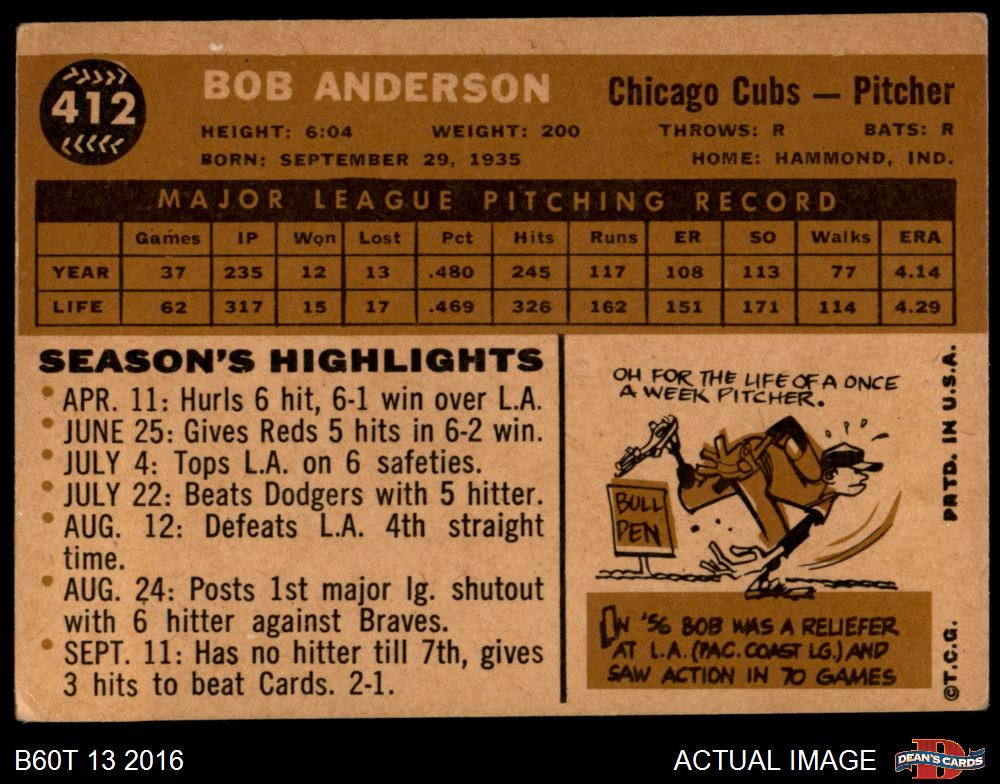 412
BOB ANDERSON
Chicago Cubs — Pitcher
HEIGHT: 6:04 WEIGHT: 200 THROWS: R BATS: R
BORN: SEPTEMBER 29, 1935 HOME: HAMMOND, IND.
MAJOR LEAGUE PITCHING RECORD
Games IP Won Lost Pct Hits Runs ER SO Walks ERA
YEAR 37 235 12 13 .480 245 117 108 113 77 4.14
LIFE 62 317 15 17 .469 326 162 151 171 114 4.29
SEASON'S HIGHLIGHTS
• APR. 11: Hurls 6 hit, 6-1 win over L.A.
• JUNE 25: Gives Reds 5 hits in 6-2 win.
• JULY 4: Tops L.A. on 6 safeties.
• JULY 22: Beats Dodgers with 5 hitter.
• AUG. 12: Defeats L.A. 4th straight
time.
• AUG. 24: Posts 1st major lg. shutout
with 6 hitter against Braves.
• SEPT. 11: Has no hitter till 7th, gives
3 hits to beat Cards. 2-1.
OH FOR THE LIFE OF A ONCE
A WEEK PITCHER.
BULL
PEN
IN '56 BOB WAS A RELIEFER
AT L.A. (PAC. COAST LG.) AND
SAW ACTION IN 70 GAMES
©T.C.G. PRTD. IN U.S.A.
B60T 13 2016
ACTUAL IMAGE
D
DEAN'S CARDS